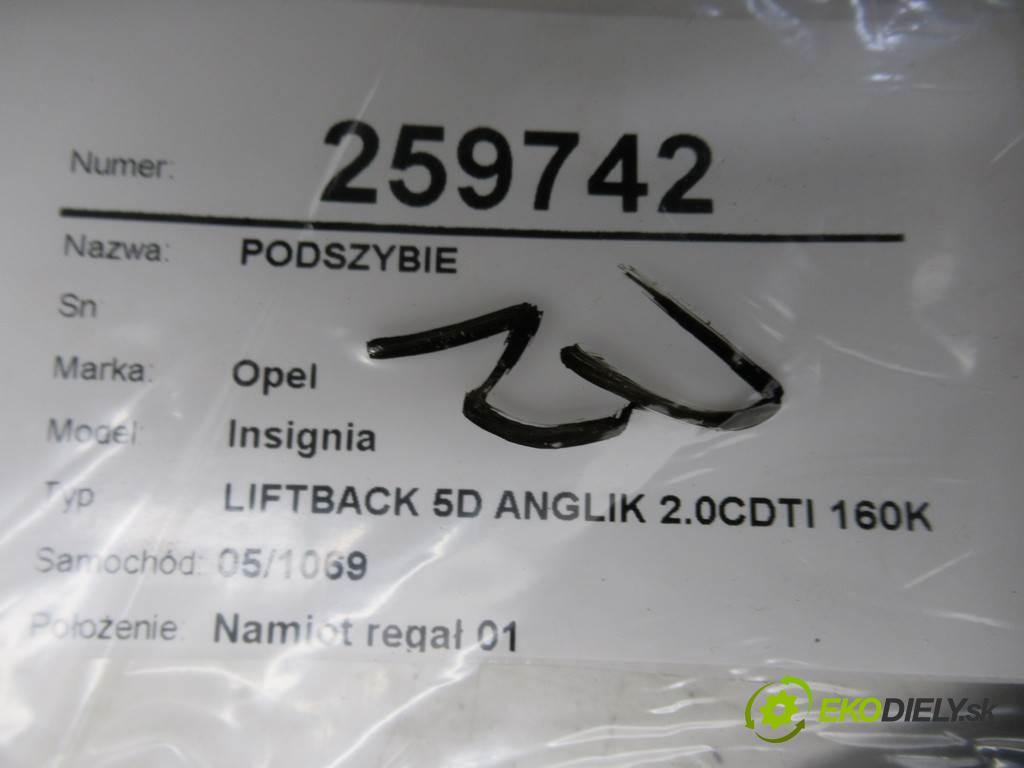 Numer: 259742
Nazwa: PODSZYBIE
Sn
Marka: Opel
Model: Insignia
Typ LIFTBACK 5D ANGLIK 2.0CDTI 160K
Samochód: 05/1069
Położenie: Namiot regał 01
EKODIELY.sk